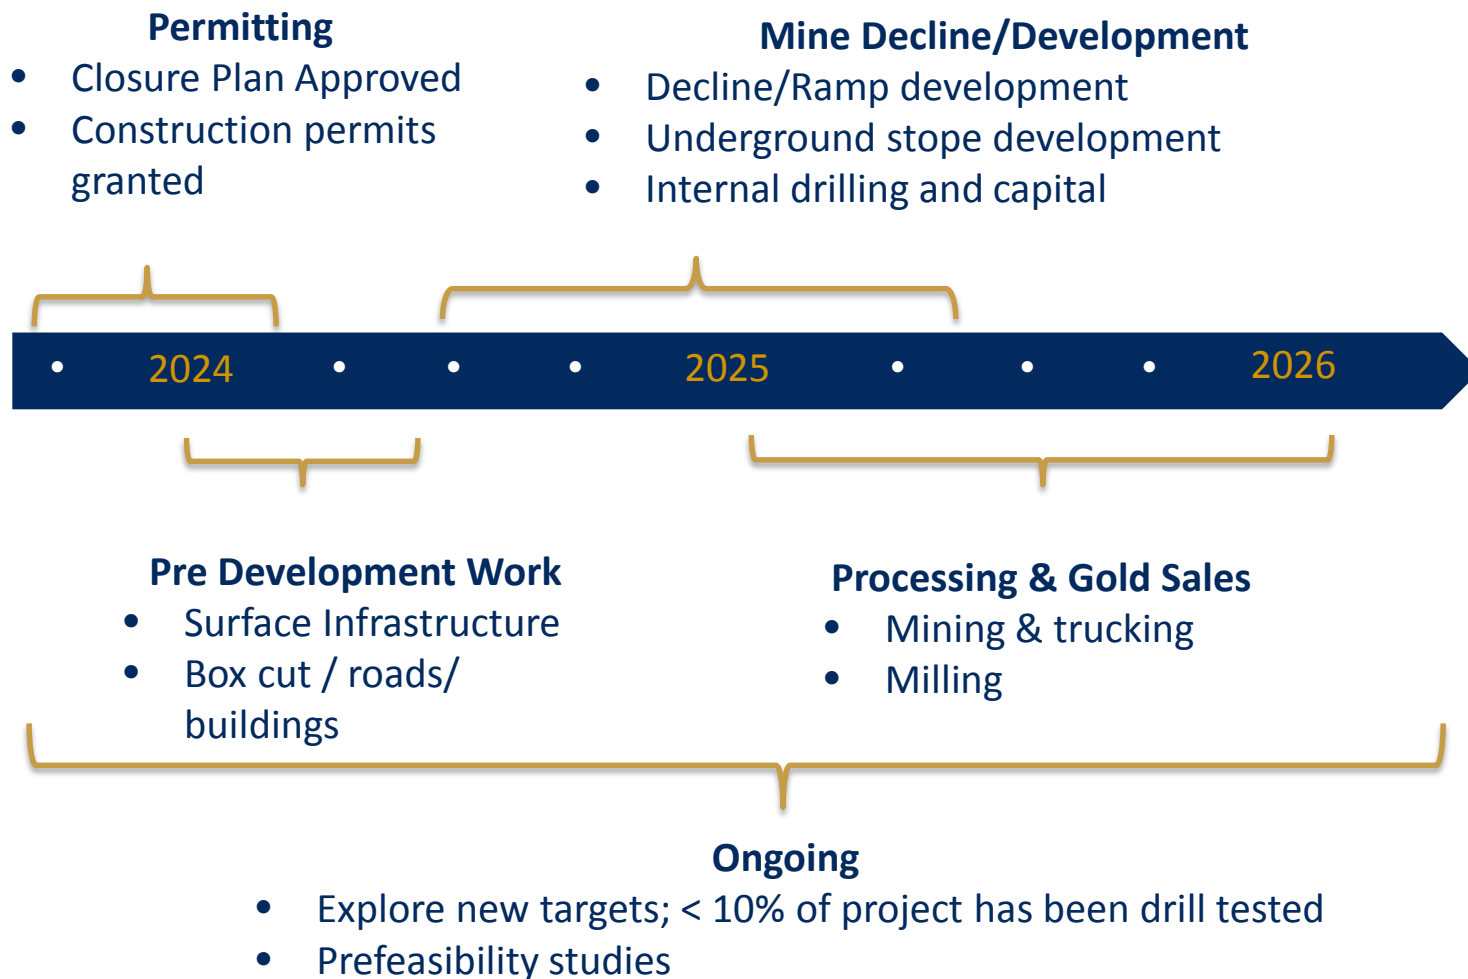 Permitting
• Closure Plan Approved
• Construction permits
granted
Mine Decline/Development
• Decline/Ramp development
• Underground stope development
• Internal drilling and capital
• 2024 • • • 2025 • • • 2026
Pre Development Work
• Surface Infrastructure
• Box cut / roads/
buildings
Processing & Gold Sales
• Mining & trucking
• Milling
Ongoing
• Explore new targets; < 10% of project has been drill tested
• Prefeasibility studies